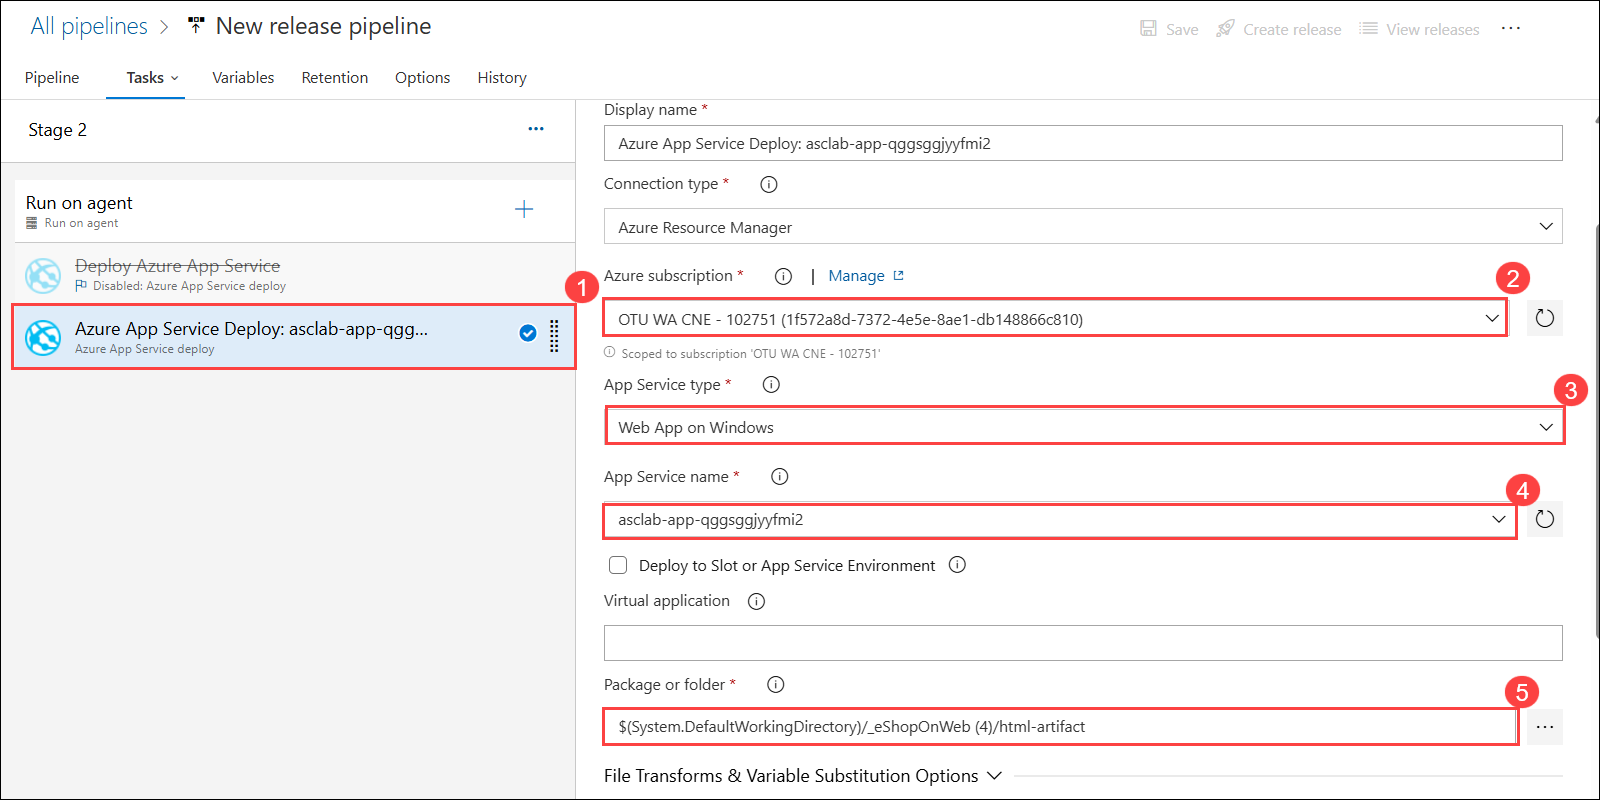 All pipelines > New release pipeline
Save Create release View releases ...
Pipeline Tasks Variables Retention Options History
Stage 2
...
Run on agent
Run on agent
Deploy Azure App Service
Disabled: Azure App Service deploy
1
Azure App Service Deploy: asclab-app-qgg...
Azure App Service deploy
Display name *
Azure App Service Deploy: asclab-app-qggsggjyyfmi2
Connection type *
Azure Resource Manager
Azure subscription * | Manage
2
OTU WA CNE - 102751 (1f572a8d-7372-4e5e-8ae1-db148866c810)
Scoped to subscription 'OTU WA CNE - 102751'
App Service type *
3
Web App on Windows
App Service name *
4
asclab-app-qggsggjyyfmi2
Deploy to Slot or App Service Environment
Virtual application
Package or folder *
5
$(System.DefaultWorkingDirectory)/_eShopOnWeb (4)/html-artifact
...
File Transforms & Variable Substitution Options